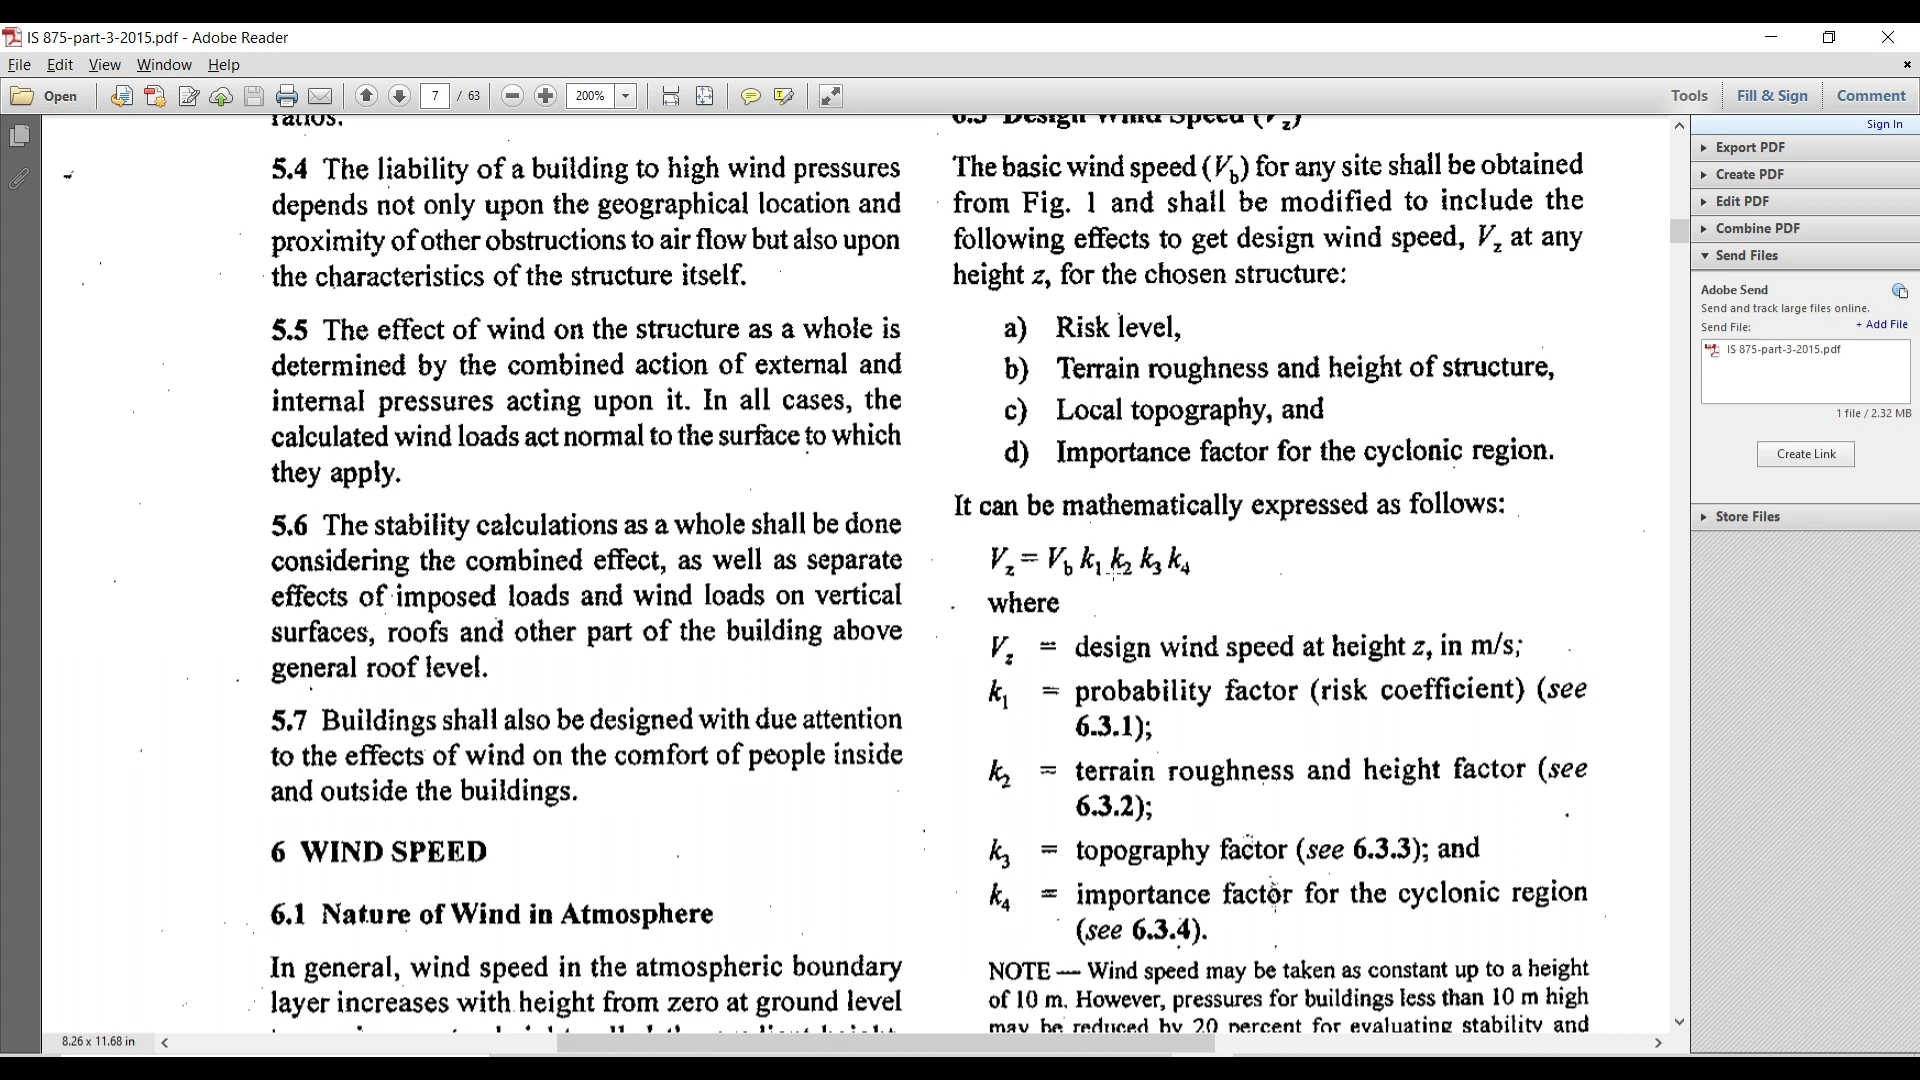 IS 875-part-3-2015.pdf - Adobe Reader
File Edit View Window Help
Open 7 / 63 200% Tools Fill & Sign Comment
ratios.
5.4 The liability of a building to high wind pressures
depends not only upon the geographical location and
proximity of other obstructions to air flow but also upon
the characteristics of the structure itself.
5.5 The effect of wind on the structure as a whole is
determined by the combined action of external and
internal pressures acting upon it. In all cases, the
calculated wind loads act normal to the surface to which
they apply.
5.6 The stability calculations as a whole shall be done
considering the combined effect, as well as separate
effects of imposed loads and wind loads on vertical
surfaces, roofs and other part of the building above
general roof level.
5.7 Buildings shall also be designed with due attention
to the effects of wind on the comfort of people inside
and outside the buildings.
6 WIND SPEED
6.1 Nature of Wind in Atmosphere
In general, wind speed in the atmospheric boundary
layer increases with height from zero at ground level
6.3 Design Wind Speed (Vz)
The basic wind speed (Vb) for any site shall be obtained
from Fig. 1 and shall be modified to include the
following effects to get design wind speed, Vz at any
height z, for the chosen structure:
a) Risk level,
b) Terrain roughness and height of structure,
c) Local topography, and
d) Importance factor for the cyclonic region.
It can be mathematically expressed as follows:
Vz = Vb k1 k2 k3 k4
where
Vz = design wind speed at height z, in m/s;
k1 = probability factor (risk coefficient) (see
6.3.1);
k2 = terrain roughness and height factor (see
6.3.2);
k3 = topography factor (see 6.3.3); and
k4 = importance factor for the cyclonic region
(see 6.3.4).
NOTE — Wind speed may be taken as constant up to a height
of 10 m. However, pressures for buildings less than 10 m high
may be reduced by 20 percent for evaluating stability and
8.26 x 11.68 in
Sign In
Export PDF
Create PDF
Edit PDF
Combine PDF
Send Files
Adobe Send
Send and track large files online.
Send File:
+ Add File
IS 875-part-3-2015.pdf
1 file / 2.32 MB
Create Link
Store Files